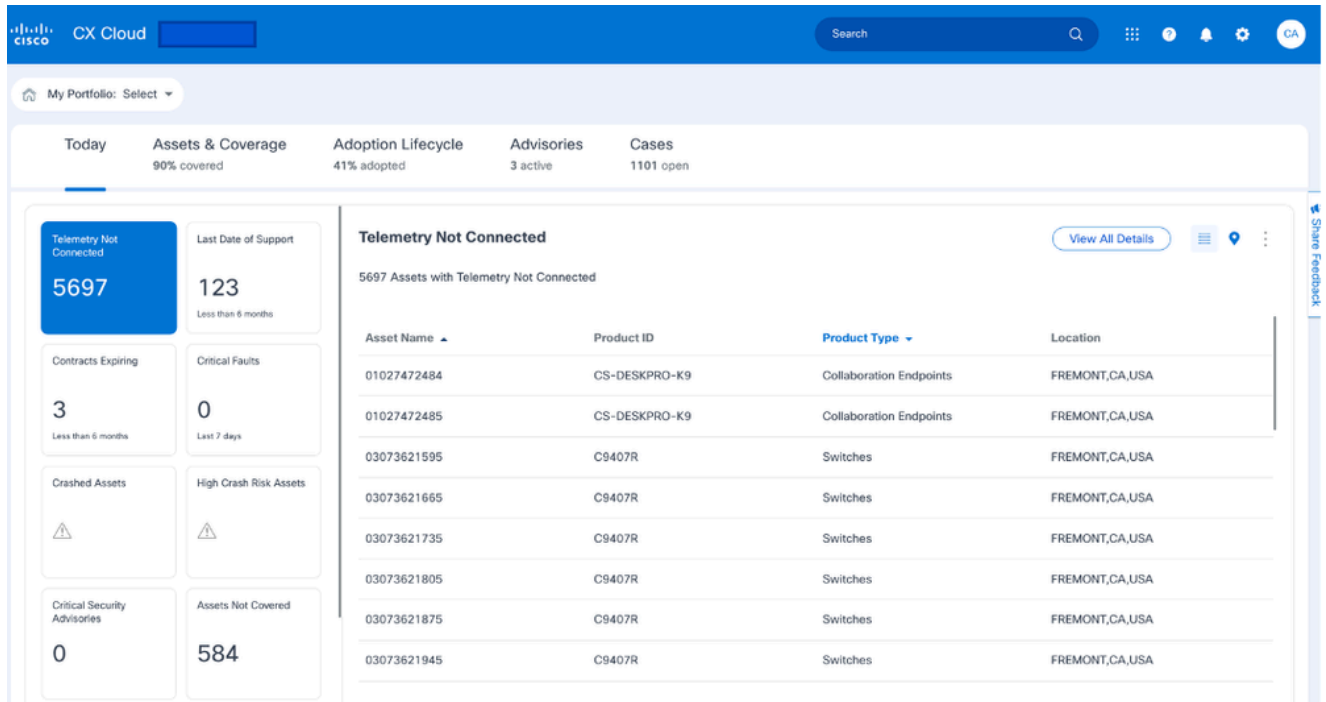 CISCO CX Cloud Search CA
My Portfolio: Select
Today Assets & Coverage Adoption Lifecycle Advisories Cases
90% covered 41% adopted 3 active 1101 open
Telemetry Not Connected
5697
Last Date of Support
123
Less than 6 months
Contracts Expiring
3
Less than 6 months
Critical Faults
0
Last 7 days
Crashed Assets
High Crash Risk Assets
Critical Security
Advisories
0
Assets Not Covered
584
Telemetry Not Connected View All Details
5697 Assets with Telemetry Not Connected
Asset Name Product ID Product Type Location
01027472484 CS-DESKPRO-K9 Collaboration Endpoints FREMONT,CA,USA
01027472485 CS-DESKPRO-K9 Collaboration Endpoints FREMONT,CA,USA
03073621595 C9407R Switches FREMONT,CA,USA
03073621665 C9407R Switches FREMONT,CA,USA
03073621735 C9407R Switches FREMONT,CA,USA
03073621805 C9407R Switches FREMONT,CA,USA
03073621875 C9407R Switches FREMONT,CA,USA
03073621945 C9407R Switches FREMONT,CA,USA
Share Feedback